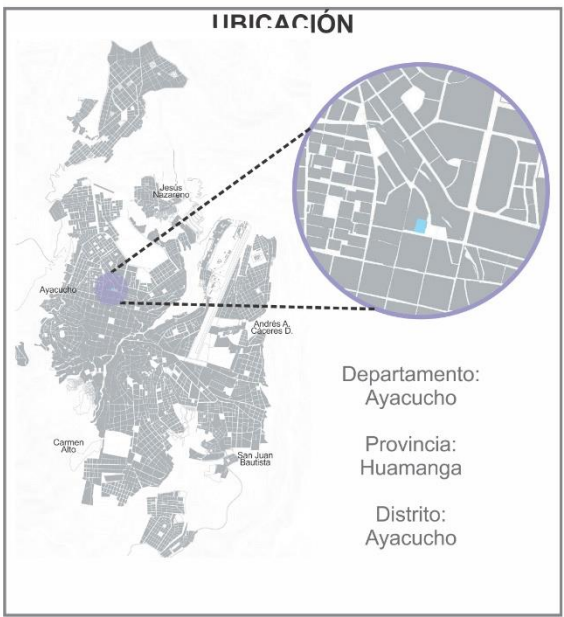 UBICACIÓN
Jesús
Nazareno
Ayacucho
Andrés A.
Cáceres D.
Carmen
Alto
San Juan
Bautista
Departamento:
Ayacucho
Provincia:
Huamanga
Distrito:
Ayacucho